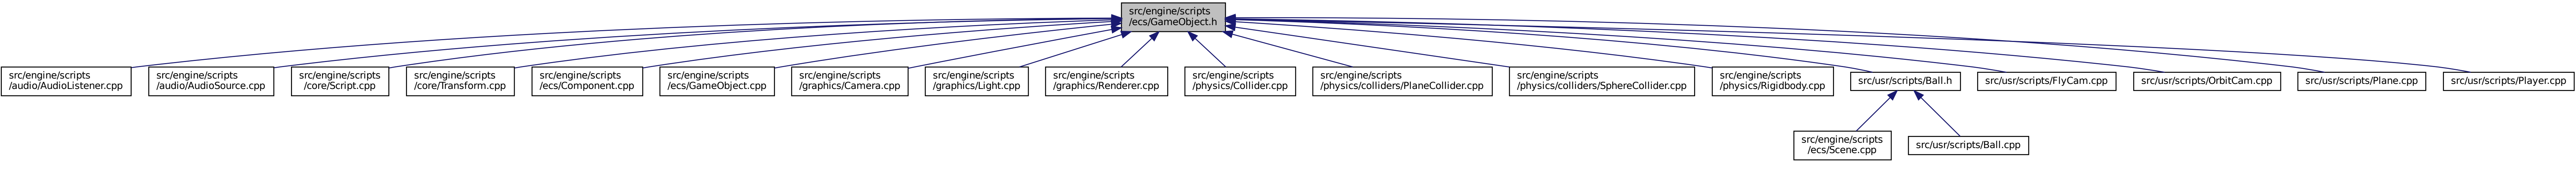 src/engine/scripts
/ecs/GameObject.h
src/engine/scripts
/audio/AudioListener.cpp
src/engine/scripts
/audio/AudioSource.cpp
src/engine/scripts
/core/Script.cpp
src/engine/scripts
/core/Transform.cpp
src/engine/scripts
/ecs/Component.cpp
src/engine/scripts
/ecs/GameObject.cpp
src/engine/scripts
/graphics/Camera.cpp
src/engine/scripts
/graphics/Light.cpp
src/engine/scripts
/graphics/Renderer.cpp
src/engine/scripts
/physics/Collider.cpp
src/engine/scripts
/physics/colliders/PlaneCollider.cpp
src/engine/scripts
/physics/colliders/SphereCollider.cpp
src/engine/scripts
/physics/Rigidbody.cpp
src/usr/scripts/Ball.h
src/usr/scripts/FlyCam.cpp
src/usr/scripts/OrbitCam.cpp
src/usr/scripts/Plane.cpp
src/usr/scripts/Player.cpp
src/engine/scripts
/ecs/Scene.cpp
src/usr/scripts/Ball.cpp